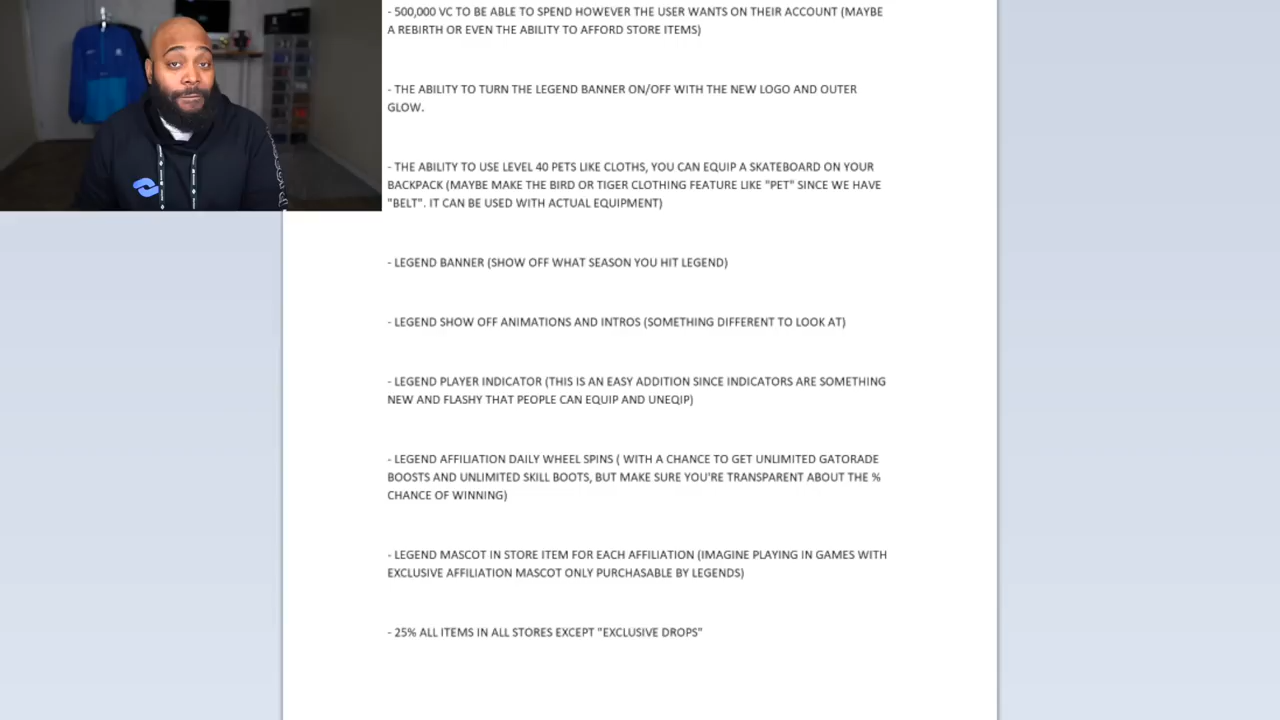 - 500,000 VC TO BE ABLE TO SPEND HOWEVER THE USER WANTS ON THEIR ACCOUNT (MAYBE
A REBIRTH OR EVEN THE ABILITY TO AFFORD STORE ITEMS)
- THE ABILITY TO TURN THE LEGEND BANNER ON/OFF WITH THE NEW LOGO AND OUTER
GLOW.
- THE ABILITY TO USE LEVEL 40 PETS LIKE CLOTHS, YOU CAN EQUIP A SKATEBOARD ON YOUR
BACKPACK (MAYBE MAKE THE BIRD OR TIGER CLOTHING FEATURE LIKE "PET" SINCE WE HAVE
"BELT". IT CAN BE USED WITH ACTUAL EQUIPMENT)
- LEGEND BANNER (SHOW OFF WHAT SEASON YOU HIT LEGEND)
- LEGEND SHOW OFF ANIMATIONS AND INTROS (SOMETHING DIFFERENT TO LOOK AT)
- LEGEND PLAYER INDICATOR (THIS IS AN EASY ADDITION SINCE INDICATORS ARE SOMETHING
NEW AND FLASHY THAT PEOPLE CAN EQUIP AND UNEQIP)
- LEGEND AFFILIATION DAILY WHEEL SPINS ( WITH A CHANCE TO GET UNLIMITED GATORADE
BOOSTS AND UNLIMITED SKILL BOOTS, BUT MAKE SURE YOU'RE TRANSPARENT ABOUT THE %
CHANCE OF WINNING)
- LEGEND MASCOT IN STORE ITEM FOR EACH AFFILIATION (IMAGINE PLAYING IN GAMES WITH
EXCLUSIVE AFFILIATION MASCOT ONLY PURCHASABLE BY LEGENDS)
- 25% ALL ITEMS IN ALL STORES EXCEPT "EXCLUSIVE DROPS"